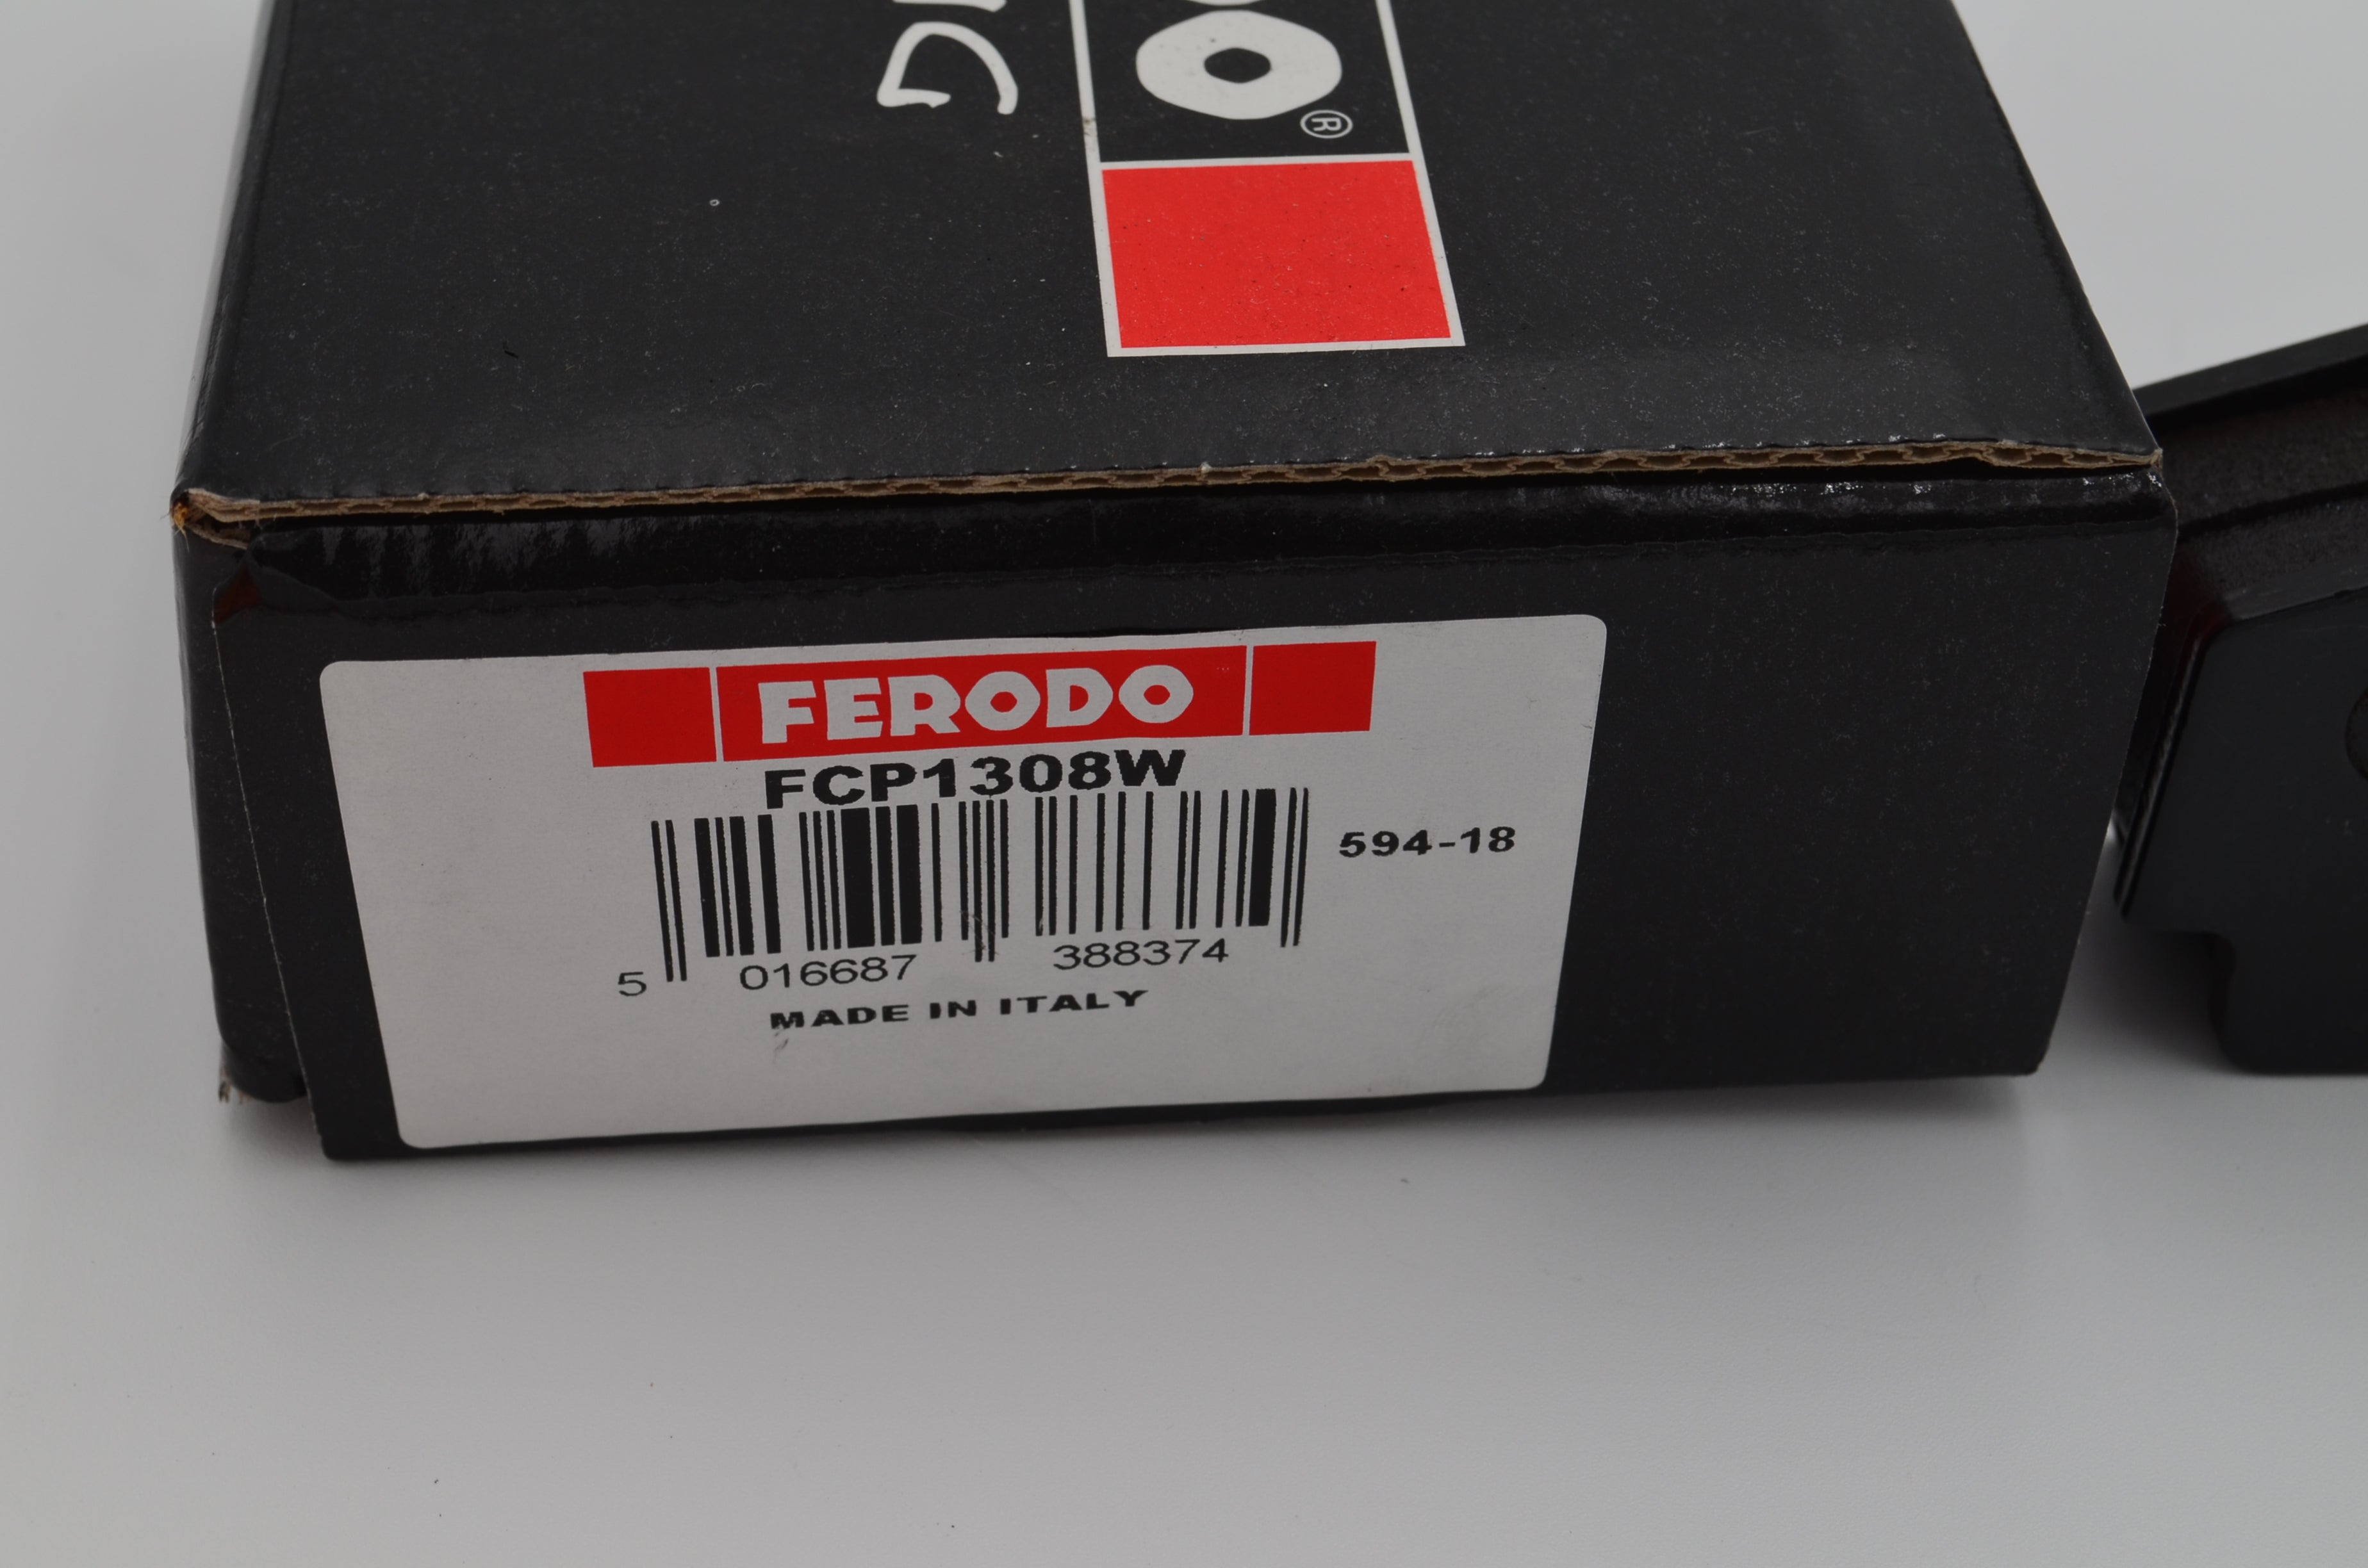 O®
FERODO
FCP1308W
594-18
5 016687 388374
MADE IN ITALY